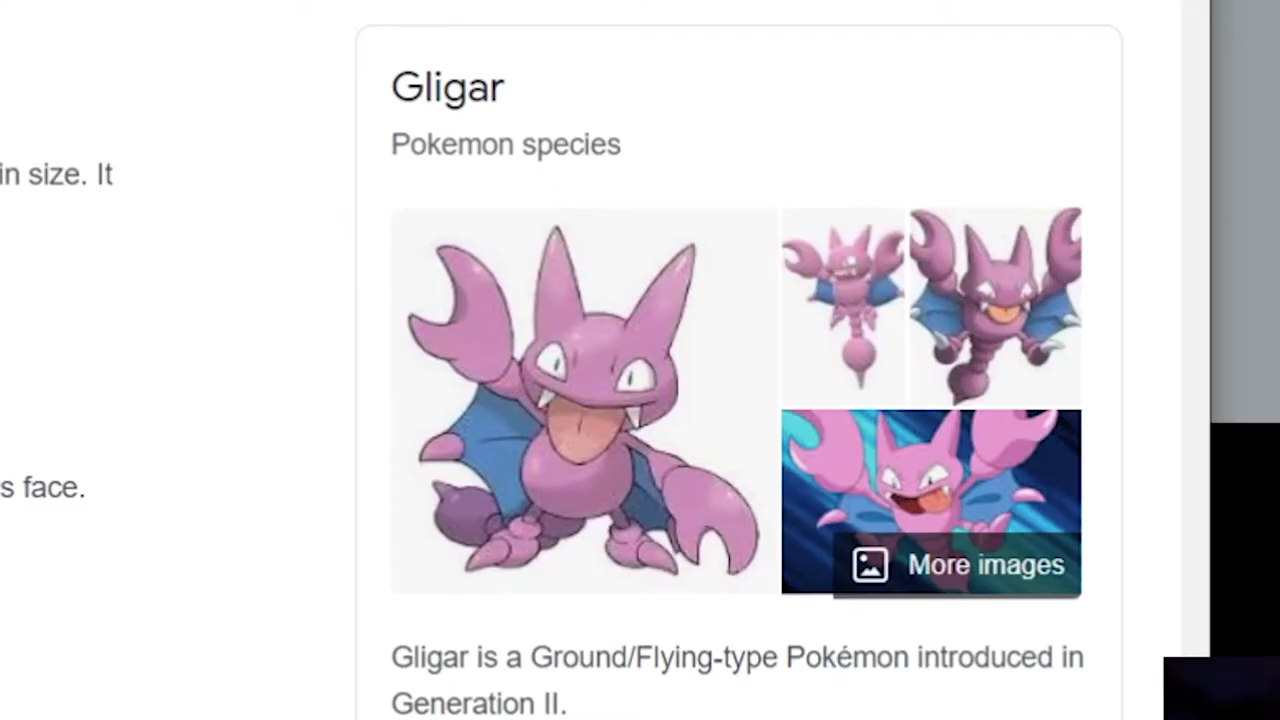 Gligar
Pokemon species
in size. It
s face.
More images
Gligar is a Ground/Flying-type Pokémon introduced in
Generation II.